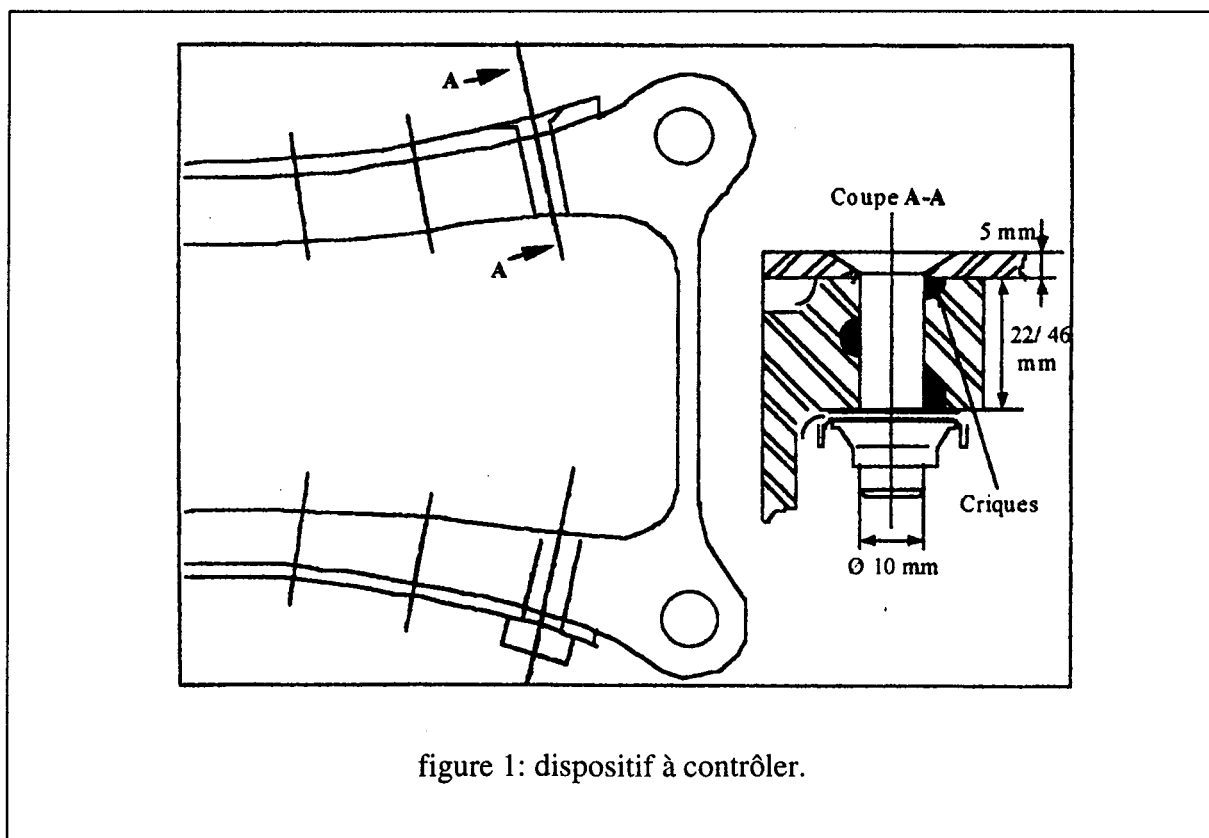 A
A
Coupe A-A
5 mm
22/ 46
mm
Criques
Ø 10 mm
figure 1: dispositif à contrôler.